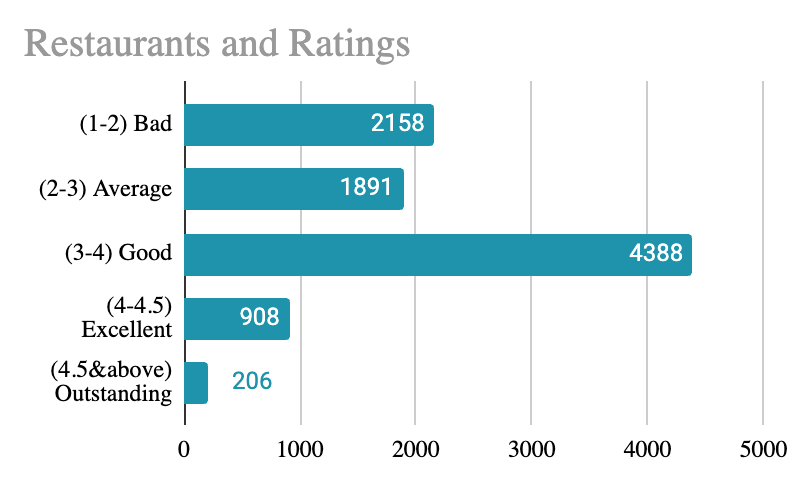 Restaurants and Ratings
(1-2) Bad
2158
(2-3) Average
1891
(3-4) Good
4388
(4-4.5)
Excellent
908
(4.5&above)
Outstanding
206
0 1000 2000 3000 4000 5000